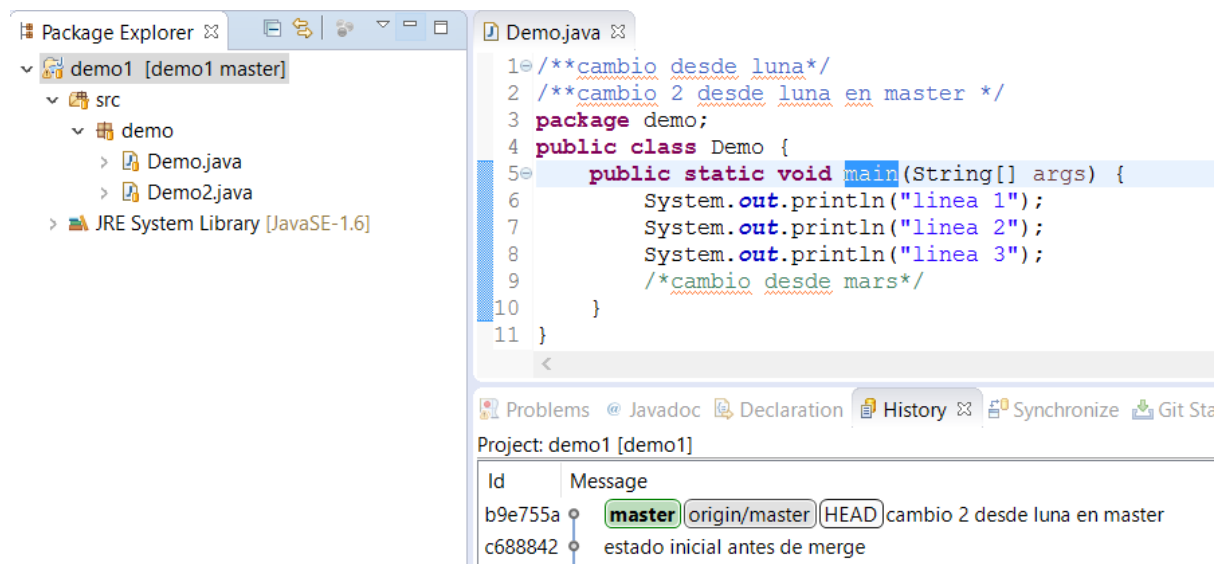 Package Explorer
demo1 [demo1 master]
src
demo
Demo.java
Demo2.java
JRE System Library [JavaSE-1.6]
Demo.java
1 /**cambio desde luna*/
2 /**cambio 2 desde luna en master */
3 package demo;
4 public class Demo {
5 public static void main(String[] args) {
6 System.out.println("linea 1");
7 System.out.println("linea 2");
8 System.out.println("linea 3");
9 /*cambio desde mars*/
10 }
11 }
Problems @ Javadoc Declaration History Synchronize Git Sta
Project: demo1 [demo1]
Id Message
b9e755a master origin/master HEAD cambio 2 desde luna en master
c688842 estado inicial antes de merge